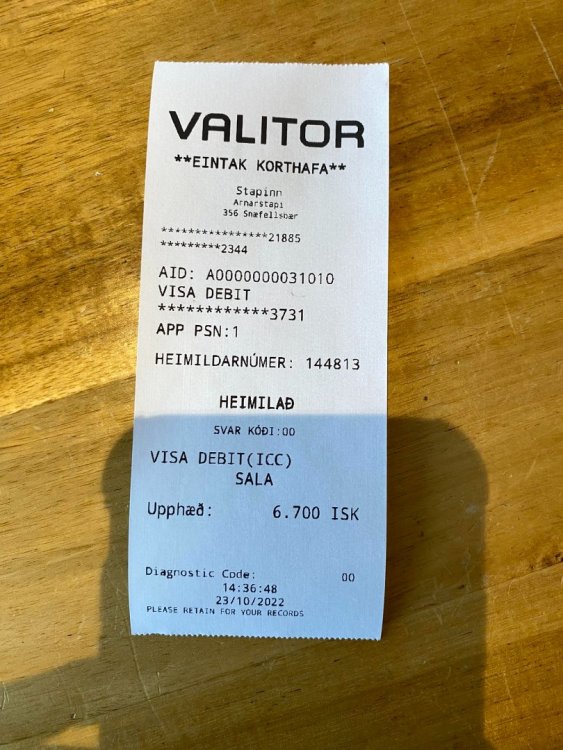 VALITOR
**EINTAK KORTHAFA**
Stapinn
Arnarstapi
356 Snæfellsbær
****************21885
*********2344
AID: A0000000031010
VISA DEBIT
************3731
APP PSN:1
HEIMILDARNÚMER: 144813
HEIMILAÐ
SVAR KÓÐI:00
VISA DEBIT(ICC)
SALA
Upphæð: 6.700 ISK
Diagnostic Code: 00
14:36:48
23/10/2022
PLEASE RETAIN FOR YOUR RECORDS